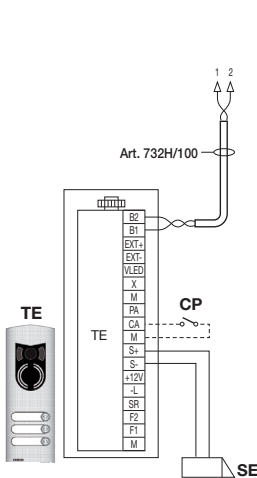 1 2
Art. 732H/100
B2
B1
EXT+
EXT-
VLED
X
M
PA
CA
M
S+
S-
+12V
-L
SR
F2
F1
M
TE
TE
CP
SE